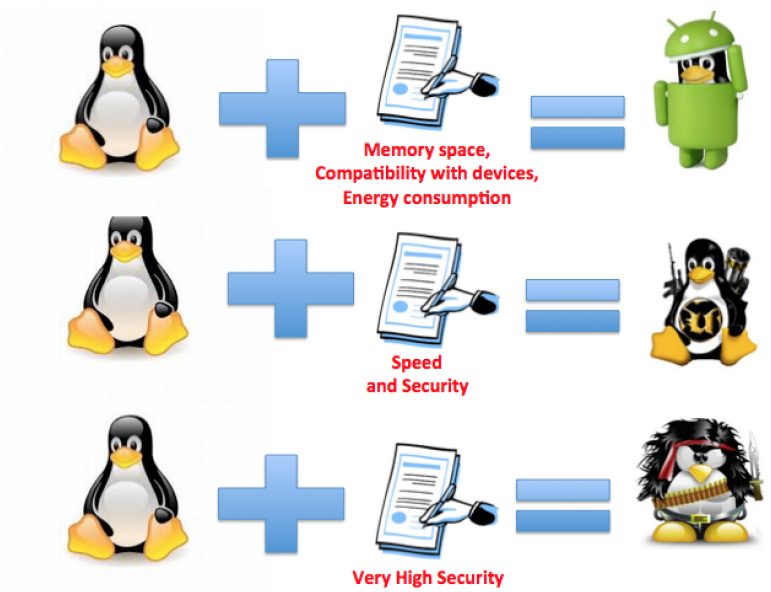 Memory space,
Compatibility with devices,
Energy consumption
Speed
and Security
Very High Security